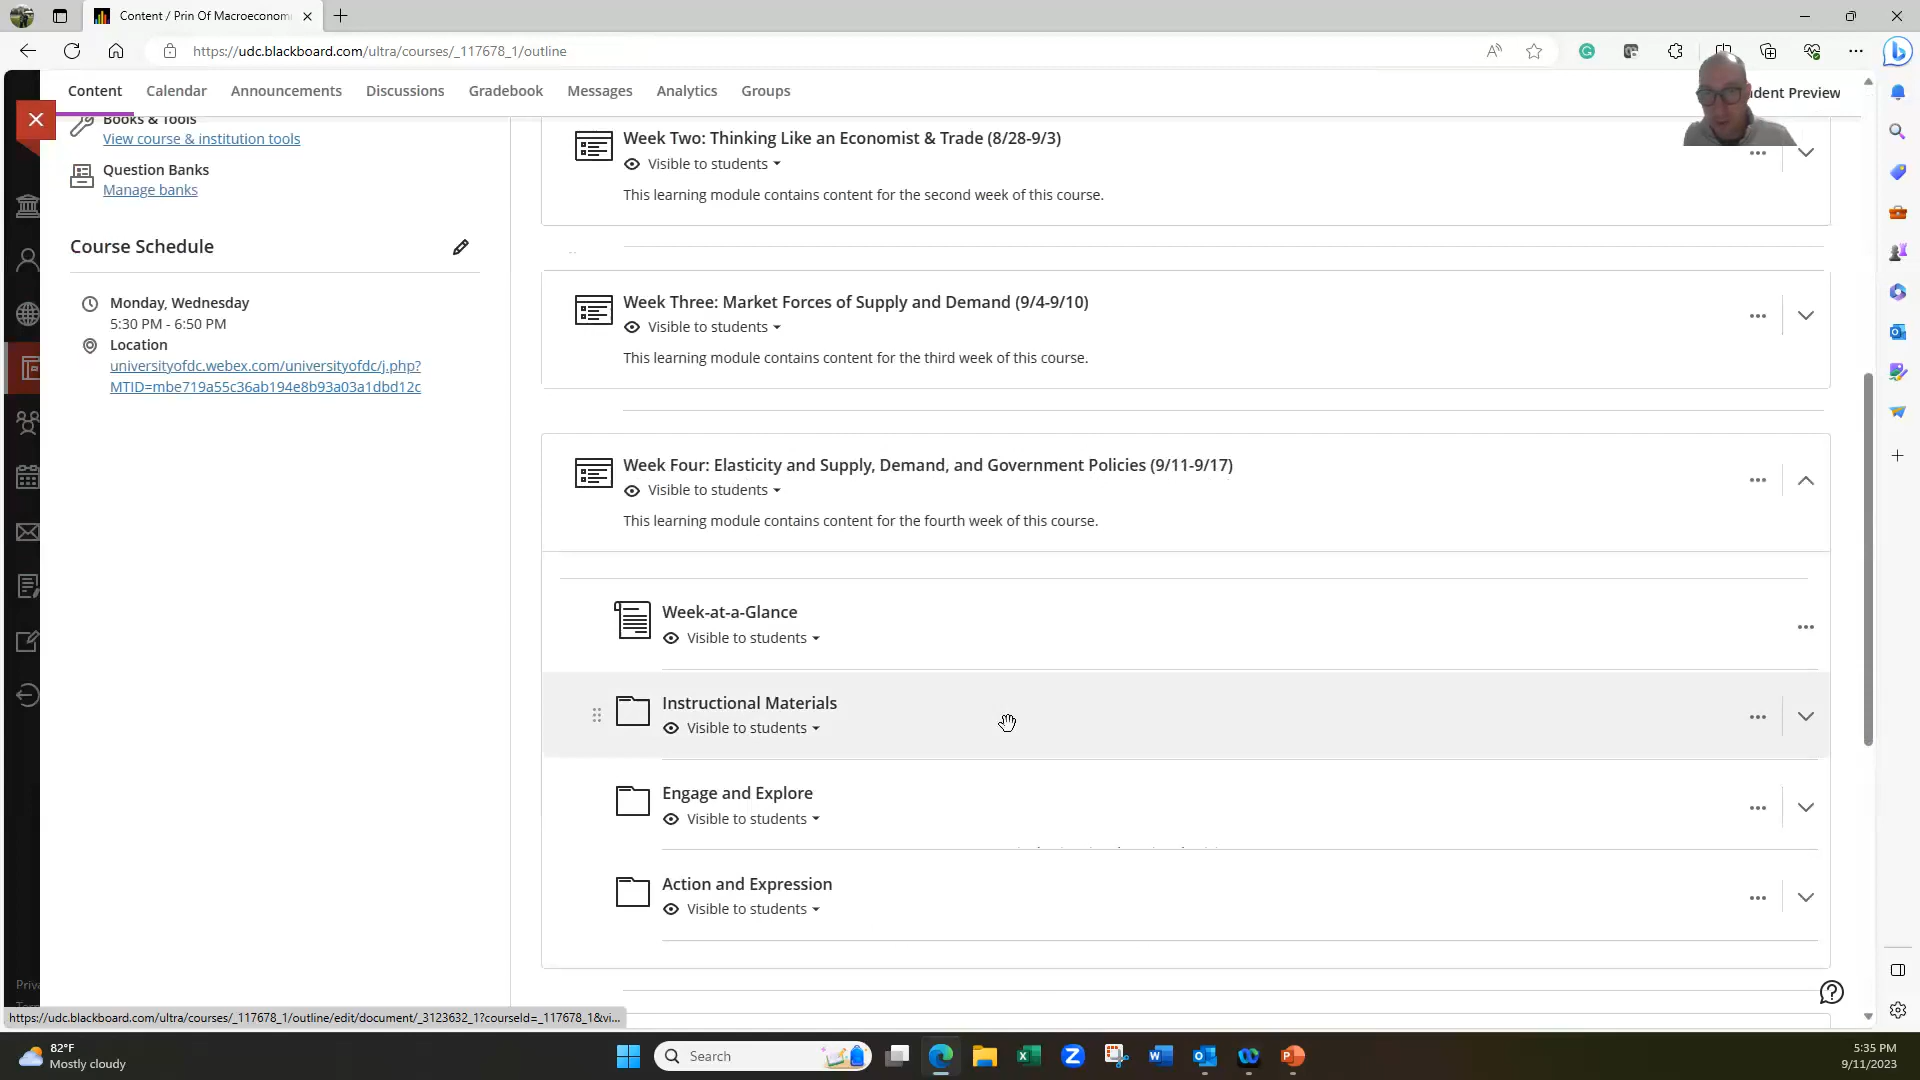 Content / Prin Of Macroeconom
https://udc.blackboard.com/ultra/courses/_117678_1/outline
Content
Calendar
Announcements
Discussions
Gradebook
Messages
Analytics
Groups
dent Preview
Books & Tools
View course & institution tools
Question Banks
Manage banks
Course Schedule
Monday, Wednesday
5:30 PM - 6:50 PM
Location
universityofdc.webex.com/universityofdc/j.php?
MTID=mbe719a55c36ab194e8b93a03a1dbd12c
Week Two: Thinking Like an Economist & Trade (8/28-9/3)
Visible to students
This learning module contains content for the second week of this course.
Week Three: Market Forces of Supply and Demand (9/4-9/10)
Visible to students
This learning module contains content for the third week of this course.
Week Four: Elasticity and Supply, Demand, and Government Policies (9/11-9/17)
Visible to students
This learning module contains content for the fourth week of this course.
Week-at-a-Glance
Visible to students
Instructional Materials
Visible to students
Engage and Explore
Visible to students
Action and Expression
Visible to students
Priv
https://udc.blackboard.com/ultra/courses/_117678_1/outline/edit/document/_3123632_1?courseId=_117678_1&vi...
82°F
Mostly cloudy
Search
5:35 PM
9/11/2023